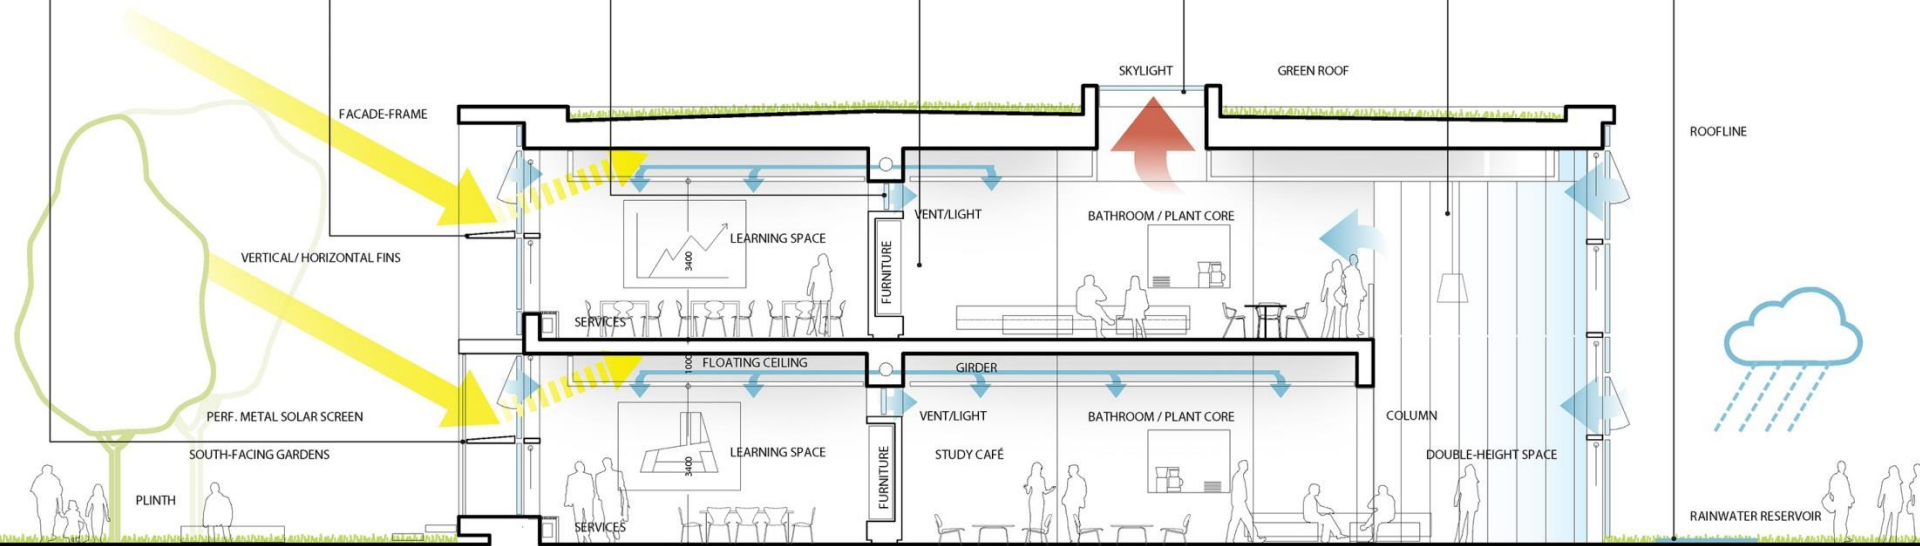 SKYLIGHT
GREEN ROOF
FACADE-FRAME
ROOFLINE
VENT/LIGHT
BATHROOM / PLANT CORE
LEARNING SPACE
3400
VERTICAL/ HORIZONTAL FINS
FURNITURE
SERVICES
1000
FLOATING CEILING
GIRDER
PERF. METAL SOLAR SCREEN
VENT/LIGHT
BATHROOM / PLANT CORE
COLUMN
SOUTH-FACING GARDENS
LEARNING SPACE
3400
FURNITURE
STUDY CAFÉ
DOUBLE-HEIGHT SPACE
PLINTH
SERVICES
RAINWATER RESERVOIR